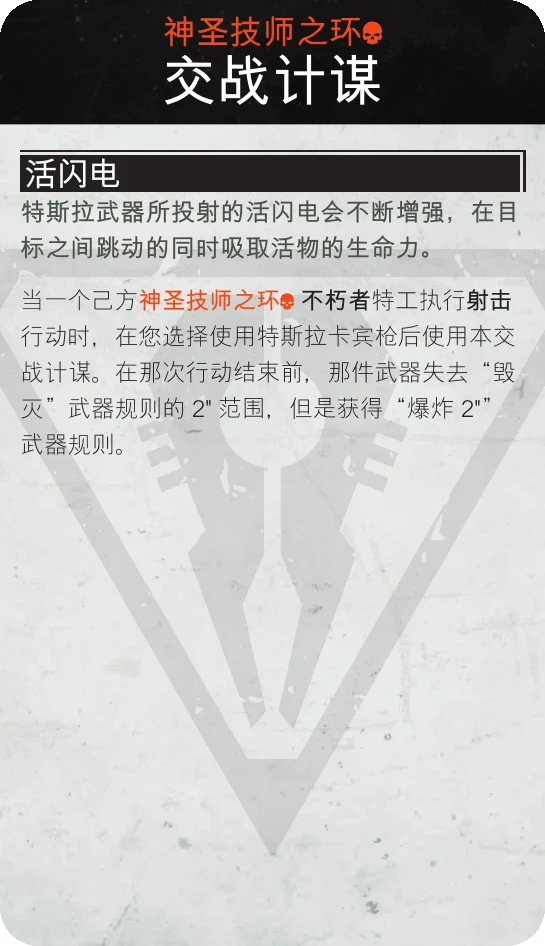 神圣技师之环
交战计谋
活闪电
特斯拉武器所投射的活闪电会不断增强，在目
标之间跳动的同时吸取活物的生命力。
当一个己方神圣技师之环 不朽者特工执行射击
行动时，在您选择使用特斯拉卡宾枪后使用本交
战计谋。在那次行动结束前，那件武器失去“毁
灭”武器规则的 2" 范围，但是获得“爆炸 2"”
武器规则。